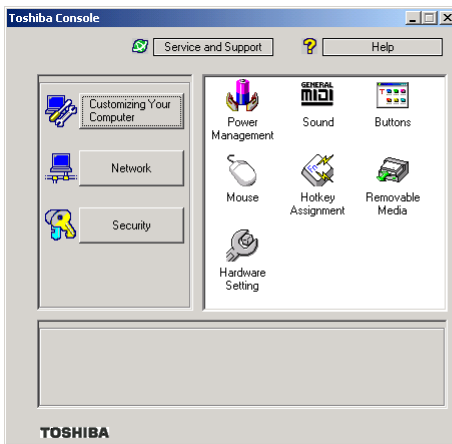 Toshiba Console
Service and Support
Help
Customizing Your
Computer
Network
Security
Power
Management
GENERAL
MIDI
Sound
Buttons
Mouse
Fn
Hotkey
Assignment
Removable
Media
Hardware
Setting
TOSHIBA